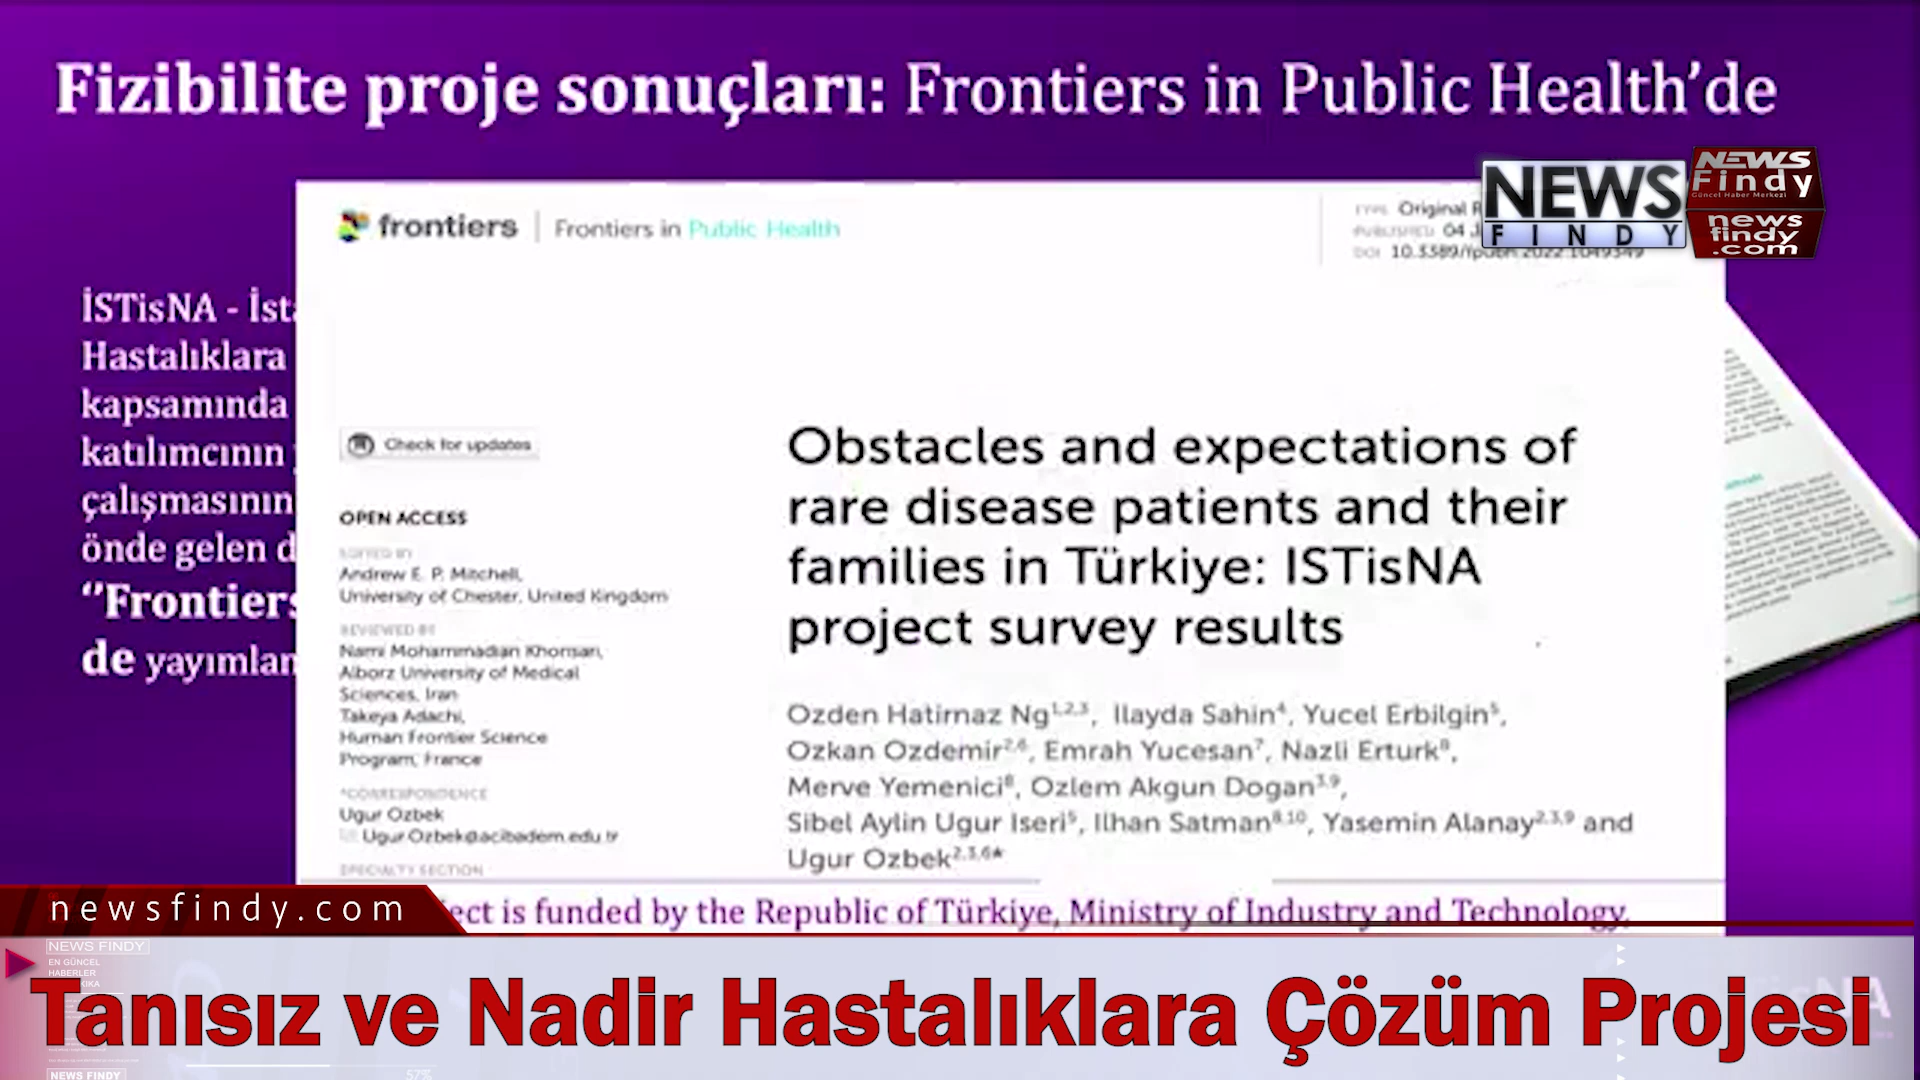 Fizibilite proje sonuçları: Frontiers in Public Health’de
NEWS
FINDY
NEWS
Findy
Güncel Haber Merkezi
news
findy
.com
frontiers | Frontiers in Public Health
TYPE Original
PUBLISHED 04
DOI 10.3389/fpubh.2022.1049349
İSTisNA - İst
Hastalıklara
kapsamında
katılımcının
çalışmasının
önde gelen d
‘’Frontiers
de yayımlan
Check for updates
OPEN ACCESS
EDITED BY
Andrew E. P. Mitchell,
University of Chester, United Kingdom
REVIEWED BY
Nami Mohammadian Khonsari,
Alborz University of Medical
Sciences, Iran
Takeya Adachi,
Human Frontier Science
Program, France
*CORRESPONDENCE
Ugur Ozbek
Ugur.Ozbek@acibadem.edu.tr
SPECIALTY SECTION
Obstacles and expectations of
rare disease patients and their
families in Türkiye: ISTisNA
project survey results
Ozden Hatirnaz Ng1,2,3, Ilayda Sahin4, Yucel Erbilgin5,
Ozkan Ozdemir2,6, Emrah Yucesan7, Nazli Erturk8,
Merve Yemenici8, Ozlem Akgun Dogan3,9,
Sibel Aylin Ugur Iseri5, Ilhan Satman8,10, Yasemin Alanay2,3,9 and
Ugur Ozbek2,3,6*
ect is funded by the Republic of Türkiye, Ministry of Industry and Technology,
newsfindy.com
NEWS FINDY
EN GÜNCEL
HABERLER
Tanısız ve Nadir Hastalıklara Çözüm Projesi
NEWS FINDY
57%